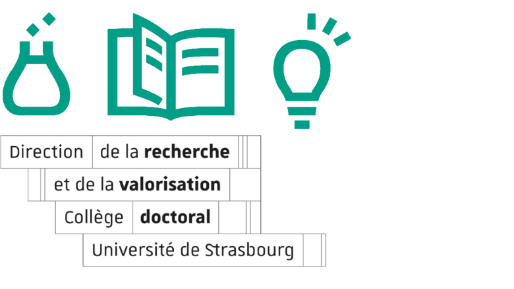 Direction de la recherche
et de la valorisation
Collège doctoral
Université de Strasbourg